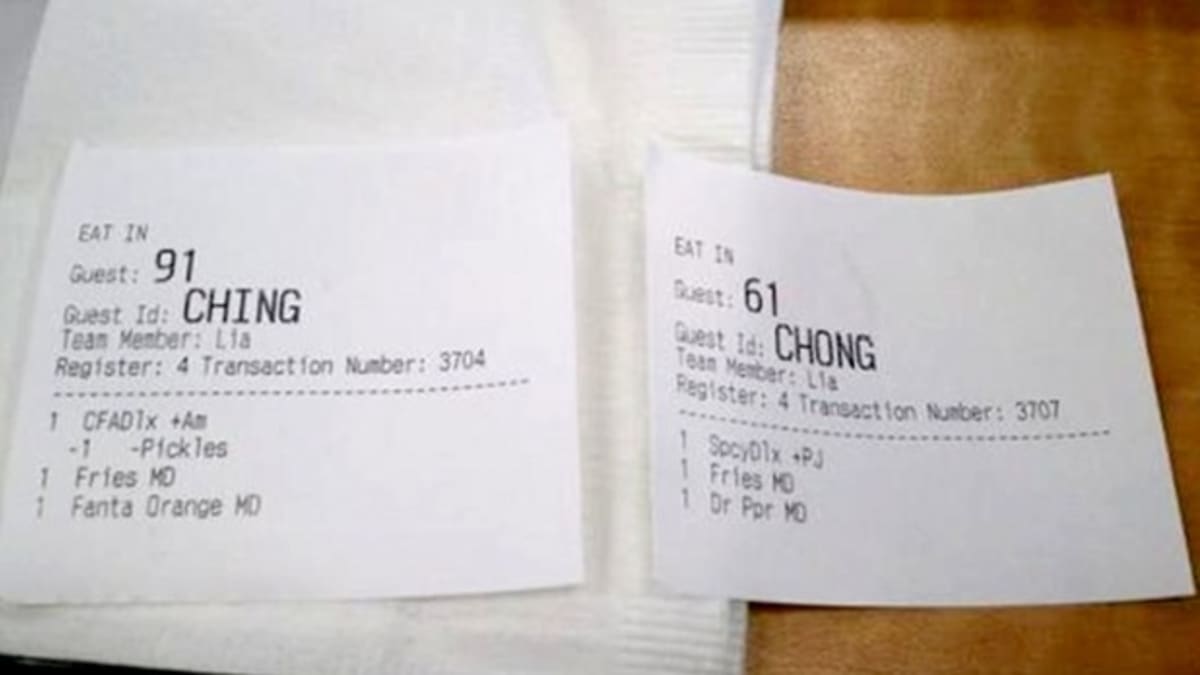 EAT IN
Guest: 91
Guest Id: CHING
Team Member: Lia
Register: 4 Transaction Number: 3704
1 CFADlx +Am
-1 -Pickles
1 Fries MD
1 Fanta Orange MD
EAT IN
Guest: 61
Guest Id: CHONG
Team Member: Lia
Register: 4 Transaction Number: 3707
1 SpcyDlx +PJ
1 Fries MD
1 Dr Ppr MD